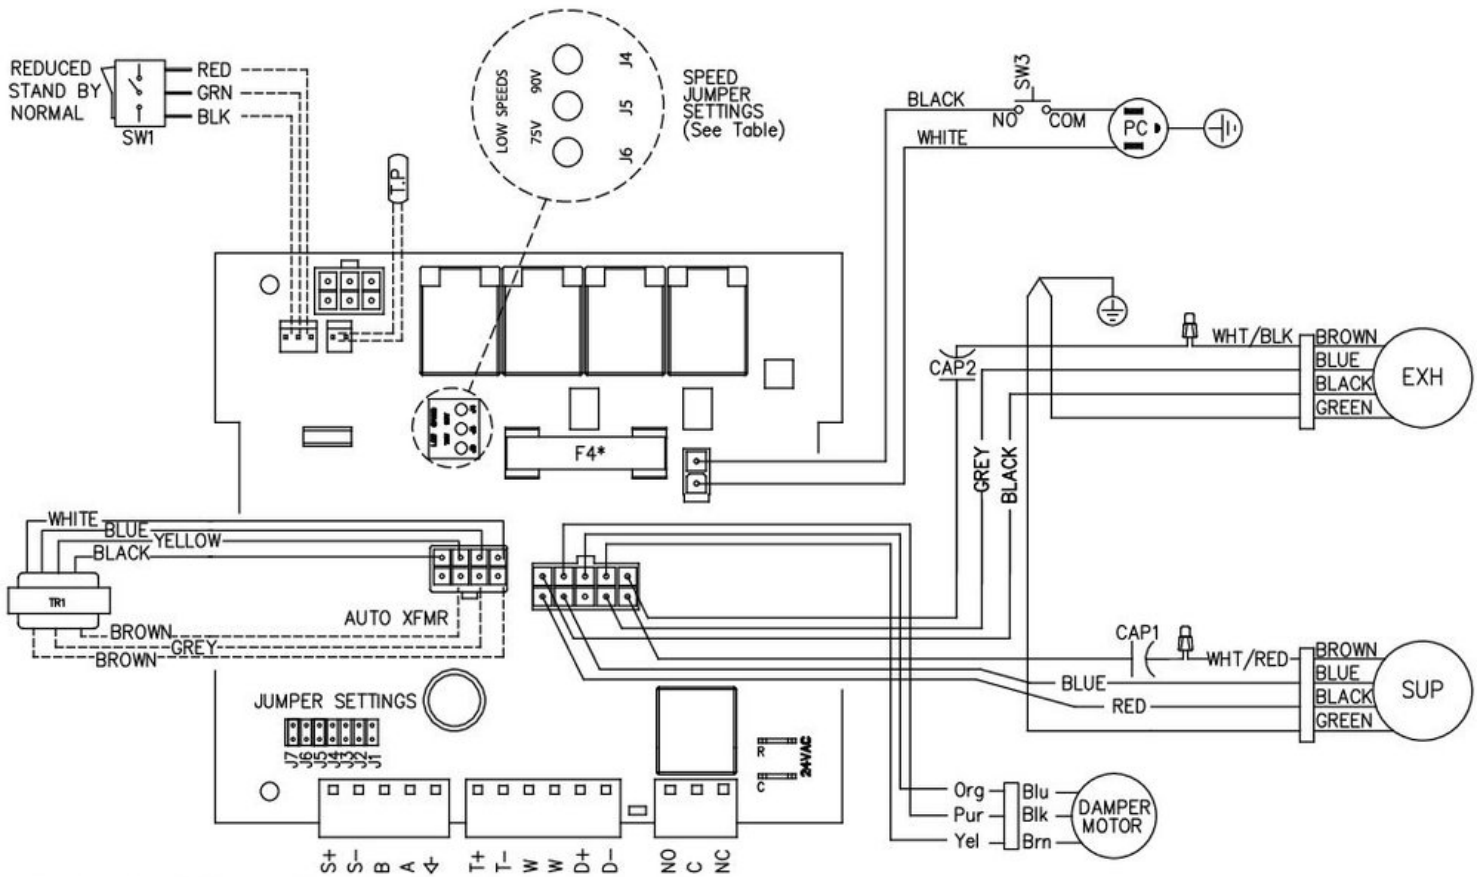 REDUCED
STAND BY
NORMAL
RED
GRN
BLK
SW1
T.P
LOW SPEEDS
75V 90V
J4
J5
J6
SPEED
JUMPER
SETTINGS
(See Table)
BLACK
WHITE
SW3
NO
COM
PC
F4*
CAP2
WHT/BLK
BROWN
BLUE
BLACK
GREEN
EXH
GREY
BLACK
WHITE
BLUE
YELLOW
BLACK
TR1
AUTO XFMR
BROWN
GREY
BROWN
CAP1
WHT/RED
BLUE
RED
BROWN
BLUE
BLACK
GREEN
SUP
JUMPER SETTINGS
J7
J6
J5
J4
J3
J2
J1
R
C
24VAC
Org
Pur
Yel
Blu
Blk
Brn
DAMPER
MOTOR
S+
S-
B
A
T+
T-
W
W
D+
D-
NO
C
NC